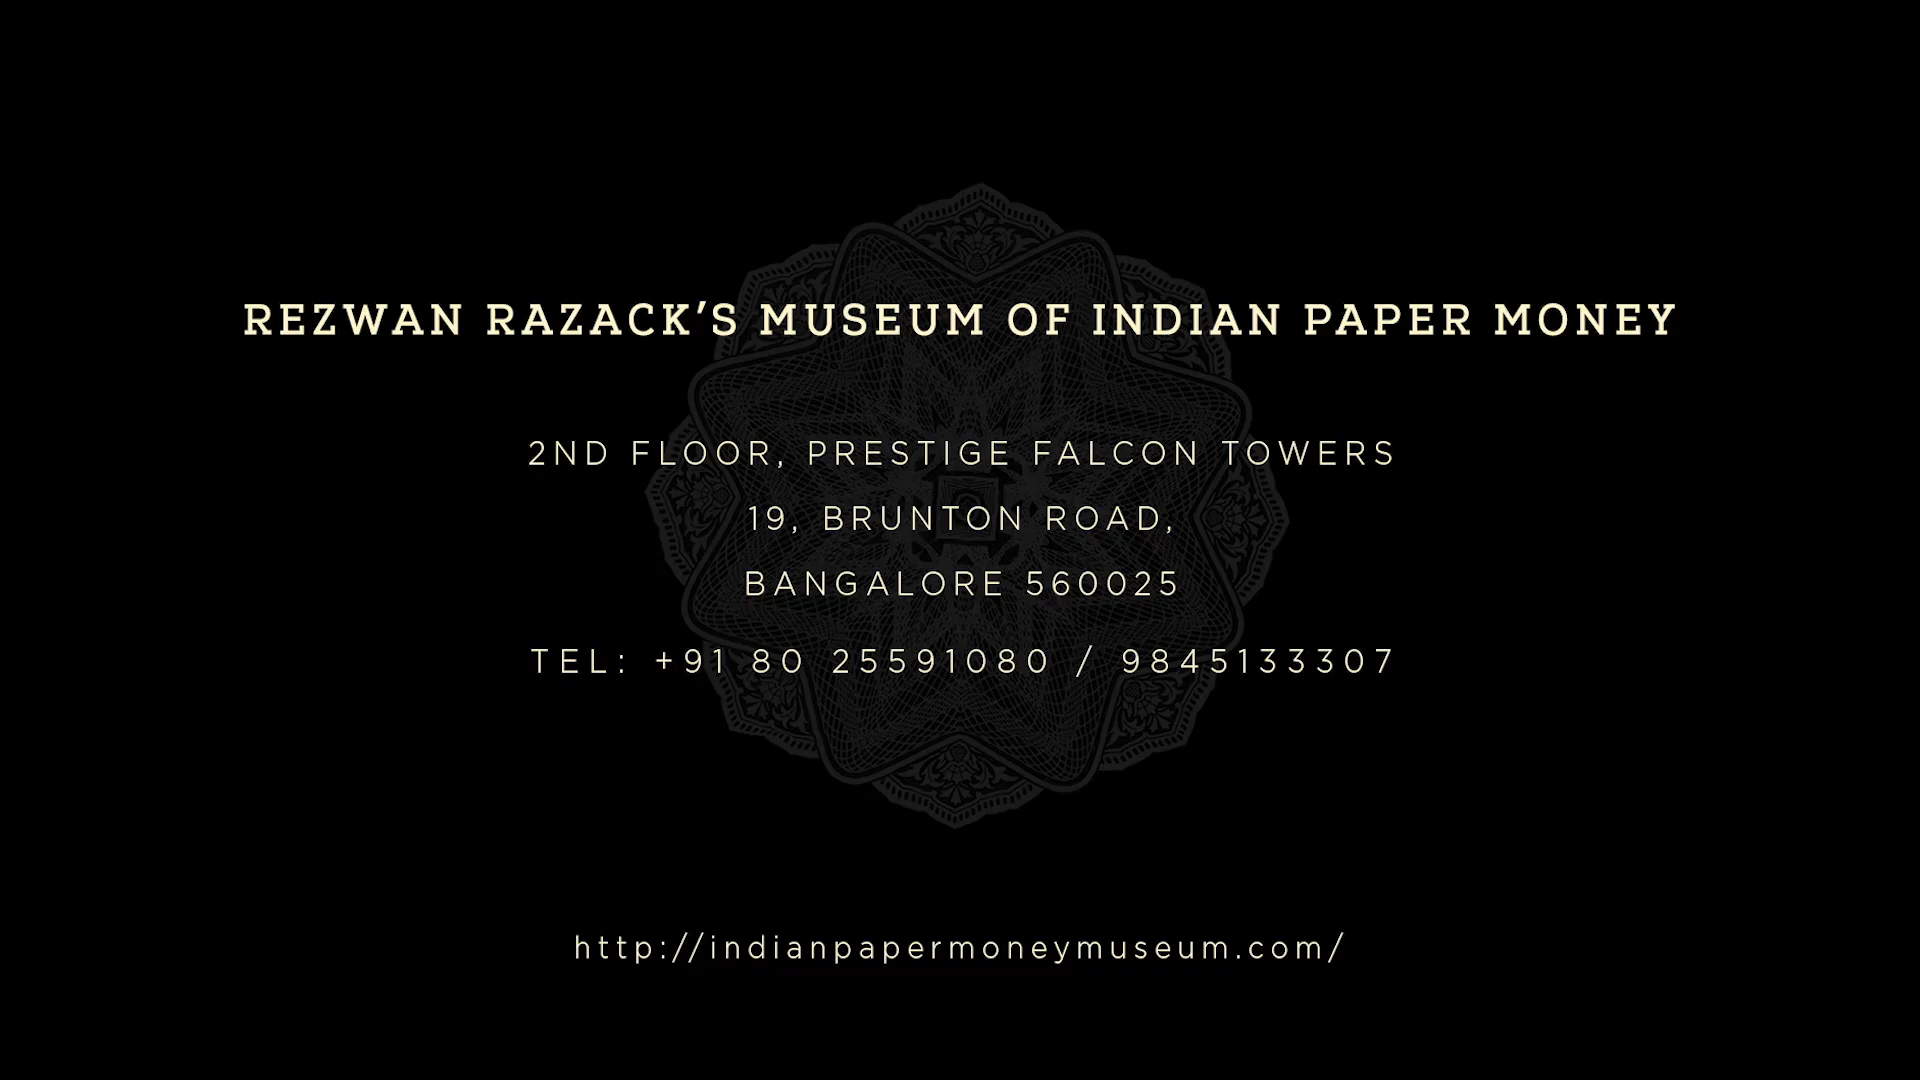 REZWAN RAZACK'S MUSEUM OF INDIAN PAPER MONEY
2ND FLOOR, PRESTIGE FALCON TOWERS
19, BRUNTON ROAD,
BANGALORE 560025
TEL: +91 80 25591080 / 9845133307
http://indianpapermoneymuseum.com/